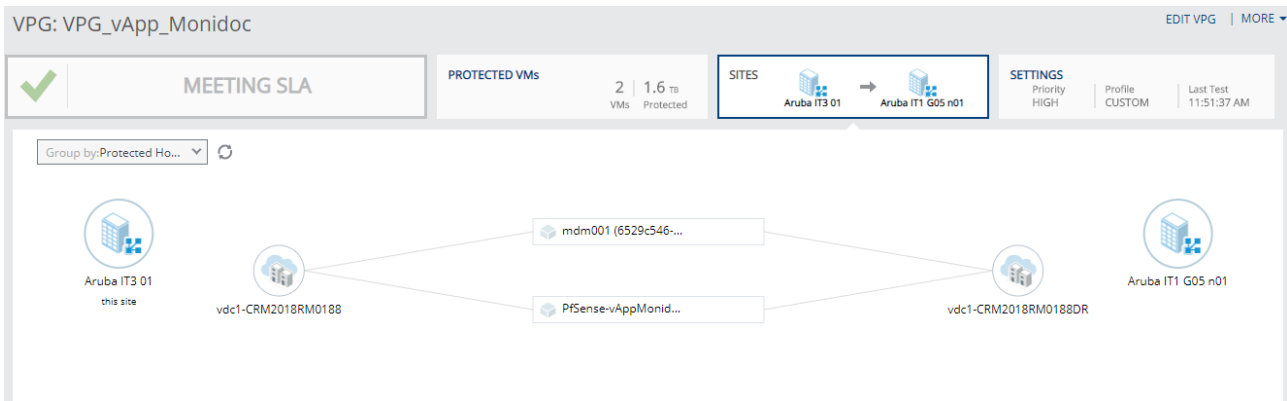 VPG: VPG_vApp_Monidoc
EDIT VPG | MORE
MEETING SLA
PROTECTED VMs
2 | 1.6 TB
VMs Protected
SITES
Aruba IT3 01
Aruba IT1 G05 n01
SETTINGS
Priority
HIGH
Profile
CUSTOM
Last Test
11:51:37 AM
Group by:Protected Ho...
mdm001 (6529c546-...
Aruba IT3 01
this site
vdc1-CRM2018RM0188
PfSense-vAppMonid...
vdc1-CRM2018RM0188DR
Aruba IT1 G05 n01